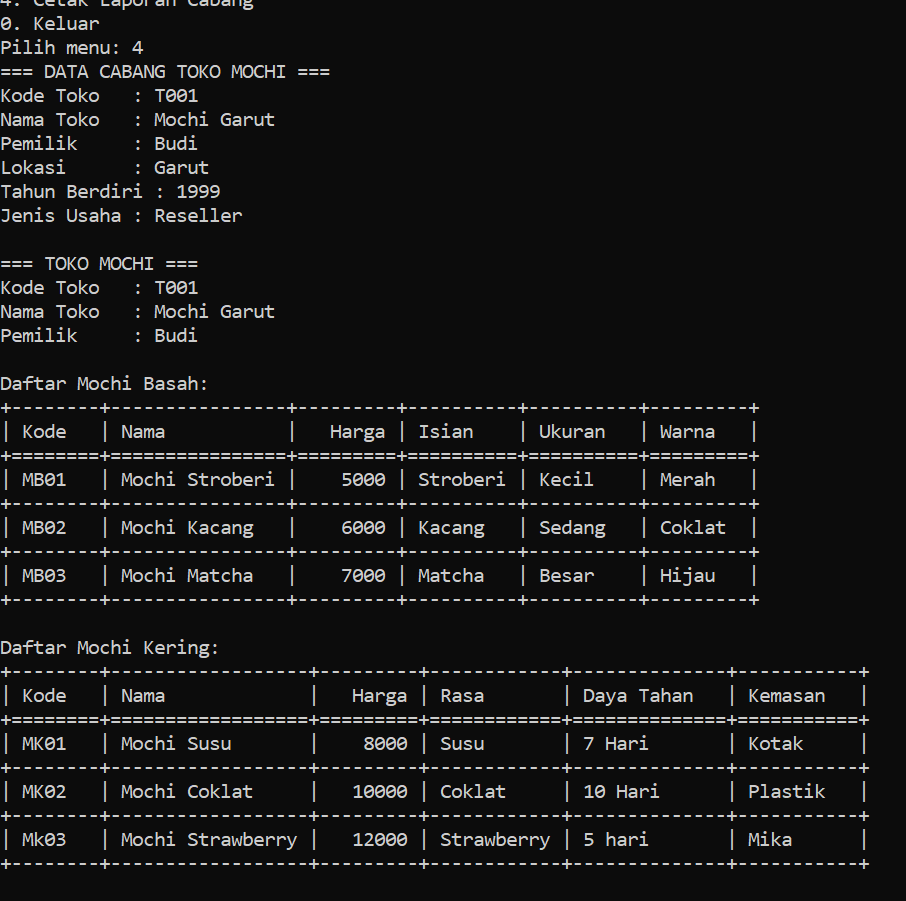 4. Cetak Laporan Cabang
0. Keluar
Pilih menu: 4
=== DATA CABANG TOKO MOCHI ===
Kode Toko   : T001
Nama Toko   : Mochi Garut
Pemilik     : Budi
Lokasi      : Garut
Tahun Berdiri : 1999
Jenis Usaha : Reseller

=== TOKO MOCHI ===
Kode Toko   : T001
Nama Toko   : Mochi Garut
Pemilik     : Budi

Daftar Mochi Basah:
+--------+----------------+---------+----------+----------+---------+
| Kode   | Nama           |   Harga | Isian    | Ukuran   | Warna   |
+========+================+=========+==========+==========+=========+
| MB01   | Mochi Stroberi |    5000 | Stroberi | Kecil    | Merah   |
+--------+----------------+---------+----------+----------+---------+
| MB02   | Mochi Kacang   |    6000 | Kacang   | Sedang   | Coklat  |
+--------+----------------+---------+----------+----------+---------+
| MB03   | Mochi Matcha   |    7000 | Matcha   | Besar    | Hijau   |
+--------+----------------+---------+----------+----------+---------+

Daftar Mochi Kering:
+--------+------------------+---------+------------+--------------+-----------+
| Kode   | Nama             |   Harga | Rasa       | Daya Tahan   | Kemasan   |
+========+==================+=========+============+==============+===========+
| MK01   | Mochi Susu       |    8000 | Susu       | 7 Hari       | Kotak     |
+--------+------------------+---------+------------+--------------+-----------+
| MK02   | Mochi Coklat     |   10000 | Coklat     | 10 Hari      | Plastik   |
+--------+------------------+---------+------------+--------------+-----------+
| Mk03   | Mochi Strawberry |   12000 | Strawberry | 5 hari       | Mika      |
+--------+------------------+---------+------------+--------------+-----------+